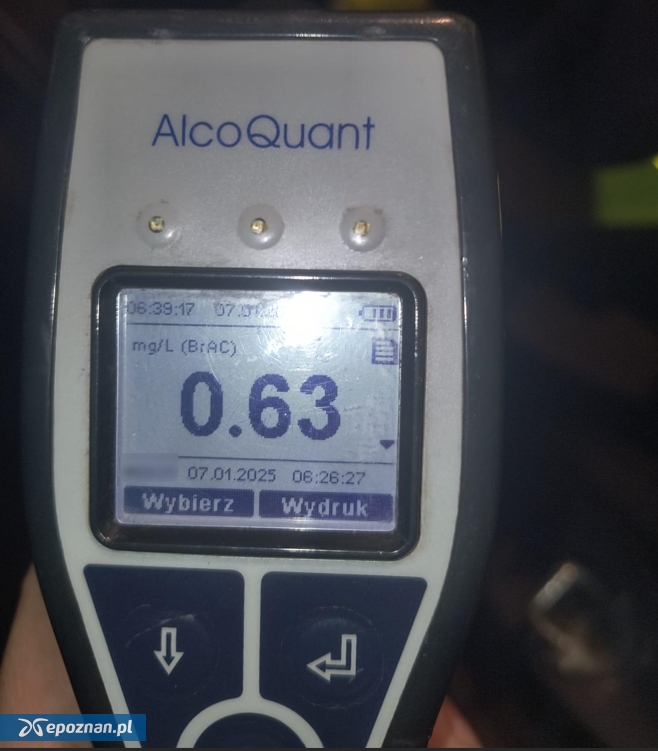 AlcoQuant
06:39:17
mg/L (BrAC)
0.63
07.01.2025 06:26:27
Wybierz Wydruk
epoznan.pl